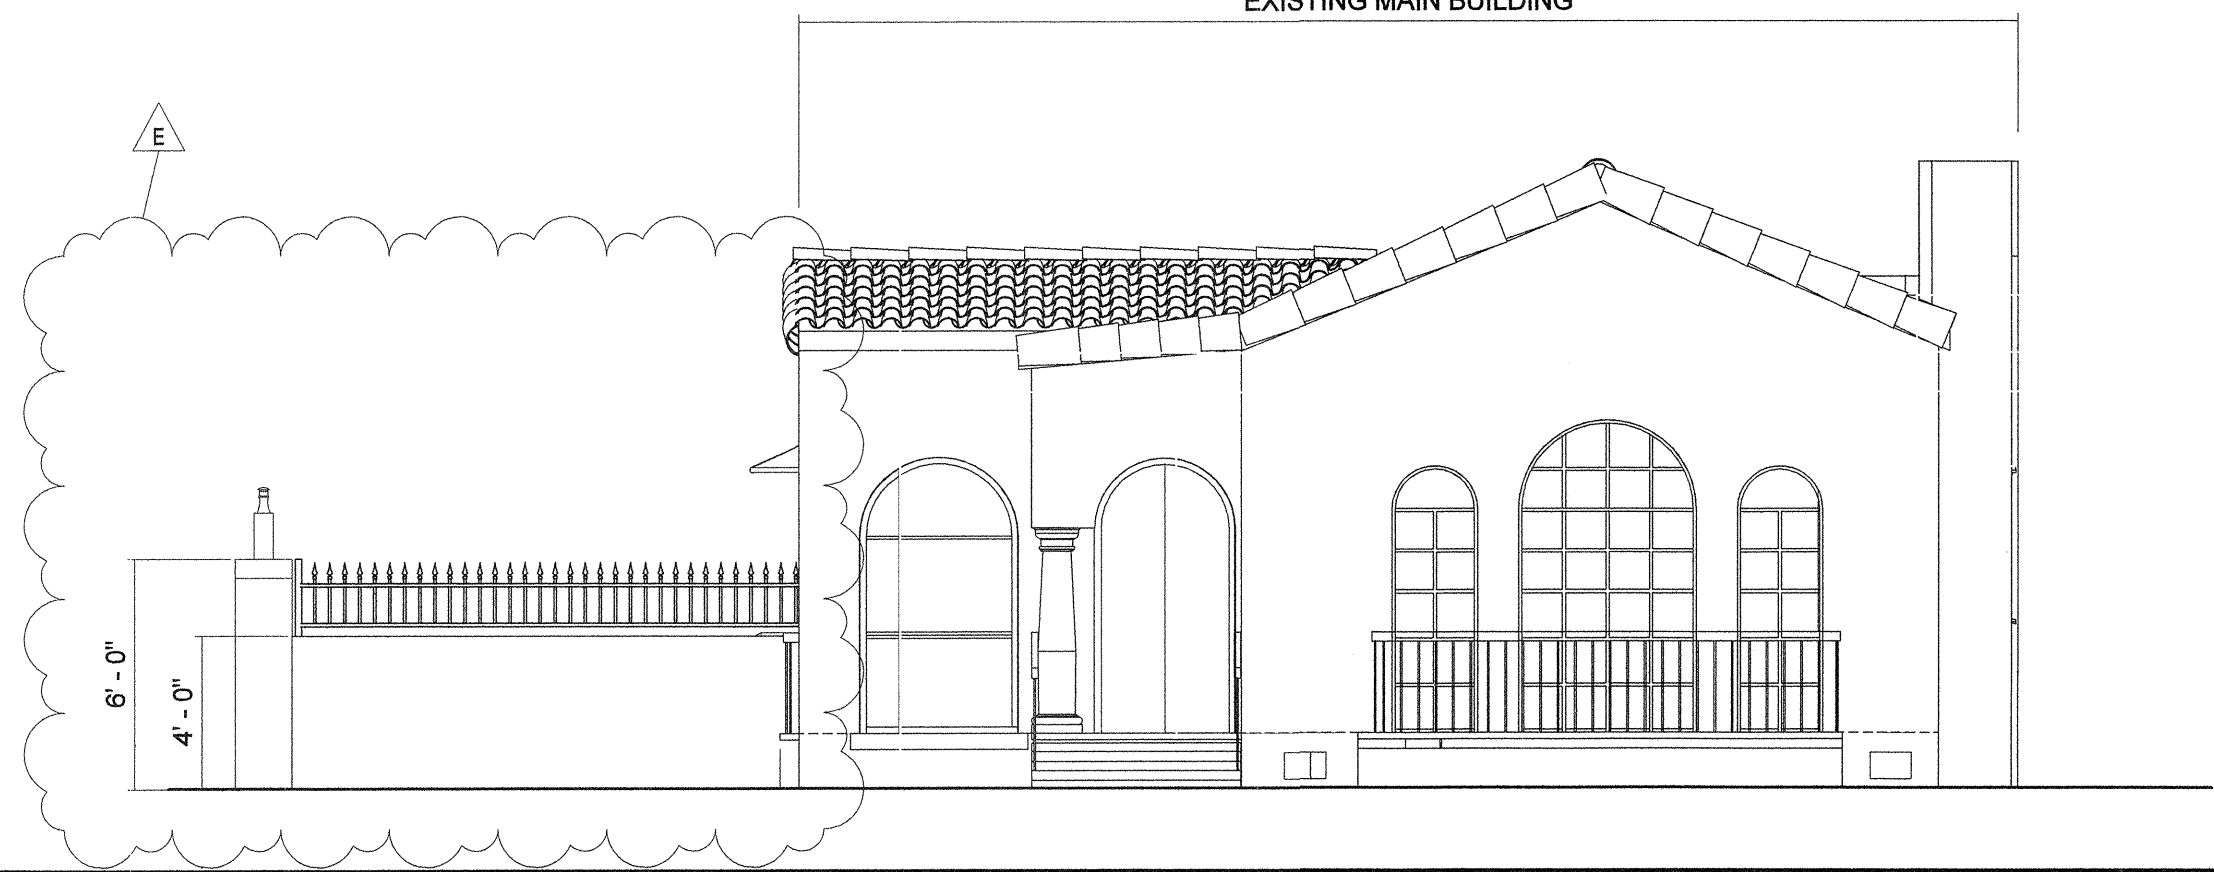 EXISTING MAIN BUILDING
E
6' - 0"
4' - 0"